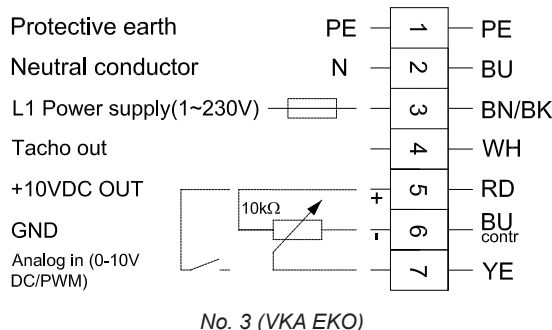 Protective earth PE 1 PE
Neutral conductor N 2 BU
L1 Power supply(1~230V) 3 BN/BK
Tacho out 4 WH
+10VDC OUT + 5 RD
10kΩ
GND - 6 BU
contr
Analog in (0-10V
DC/PWM) 7 YE
No. 3 (VKA EKO)